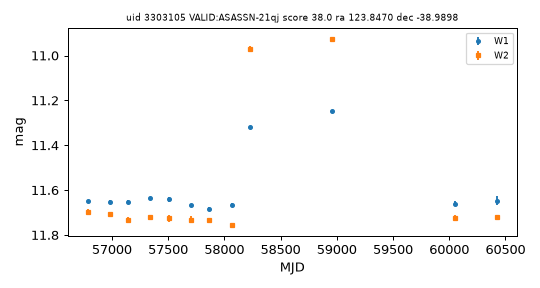 uid 3303105 VALID:ASASSN-21qj score 38.0 ra 123.8470 dec -38.9898
W1
W2
mag
11.0
11.2
11.4
11.6
11.8
57000 57500 58000 58500 59000 59500 60000 60500
MJD